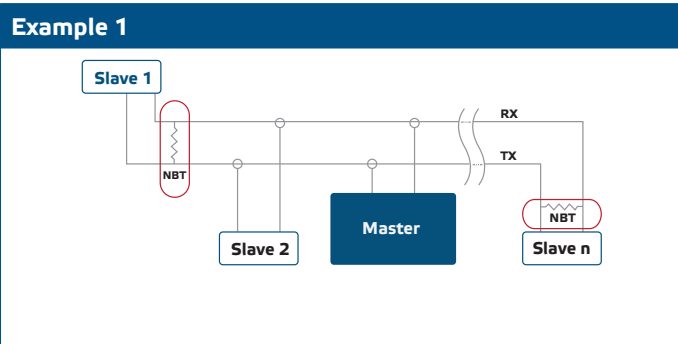 Example 1
Slave 1
RX
TX
NBT
Slave 2
Master
NBT
Slave n